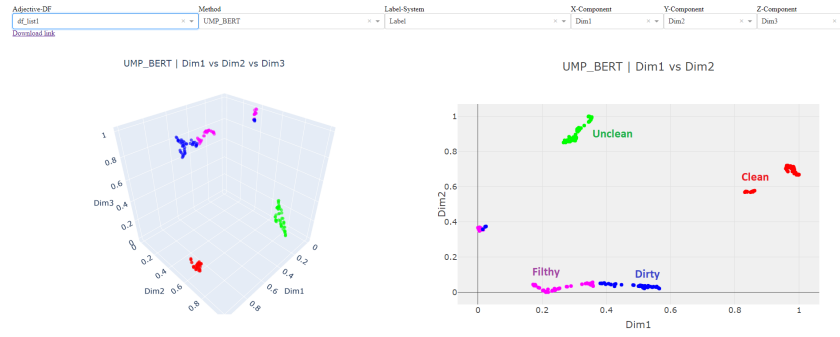 Adjective-DF Method Label-System X-Component Y-Component Z-Component
df_list1 × UMP_BERT × Label × Dim1 × Dim2 × Dim3 ×
Download link
UMP_BERT | Dim1 vs Dim2 vs Dim3
1
0.8
0.6
Dim3 0.4
0.2
0
0 0
0.2 0.2
0.4 0.4
Dim2 0.6 0.6 Dim1
0.8 0.8
UMP_BERT | Dim1 vs Dim2
1
Unclean
0.8
Clean
0.6
Dim2
0.4
0.2
Filthy Dirty
0
0 0.2 0.4 0.6 0.8 1
Dim1